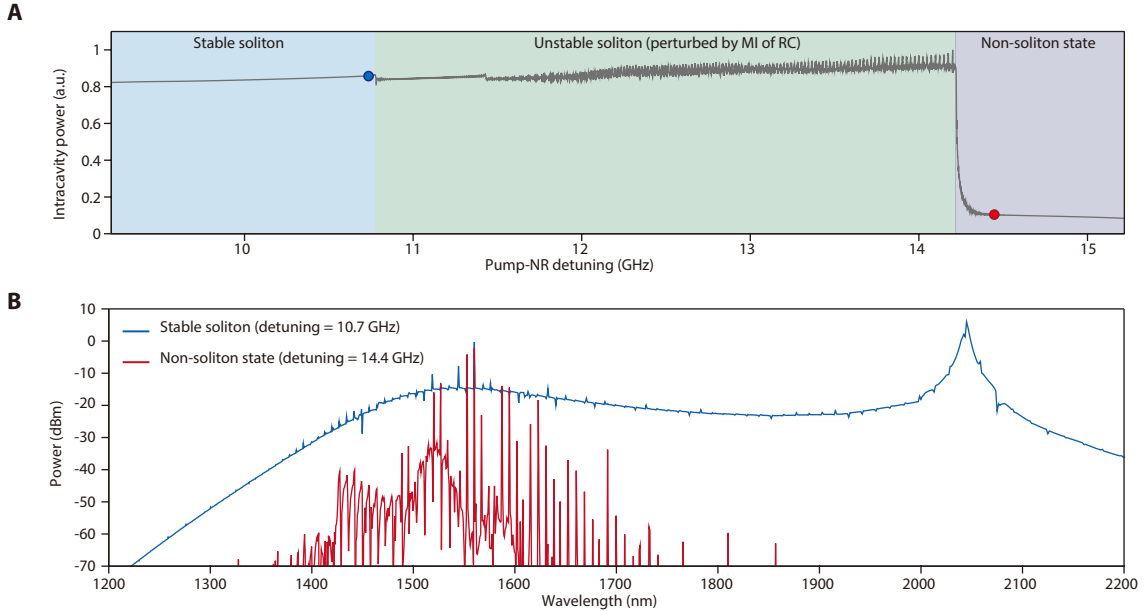 A
Stable soliton
Unstable soliton (perturbed by MI of RC)
Non-soliton state
Intracavity power (a.u.)
1
0.8
0.6
0.4
0.2
0
10
11
12
13
14
15
Pump-NR detuning (GHz)
B
Stable soliton (detuning = 10.7 GHz)
Non-soliton state (detuning = 14.4 GHz)
Power (dBm)
10
0
-10
-20
-30
-40
-50
-60
-70
1200
1300
1400
1500
1600
1700
1800
1900
2000
2100
2200
Wavelength (nm)